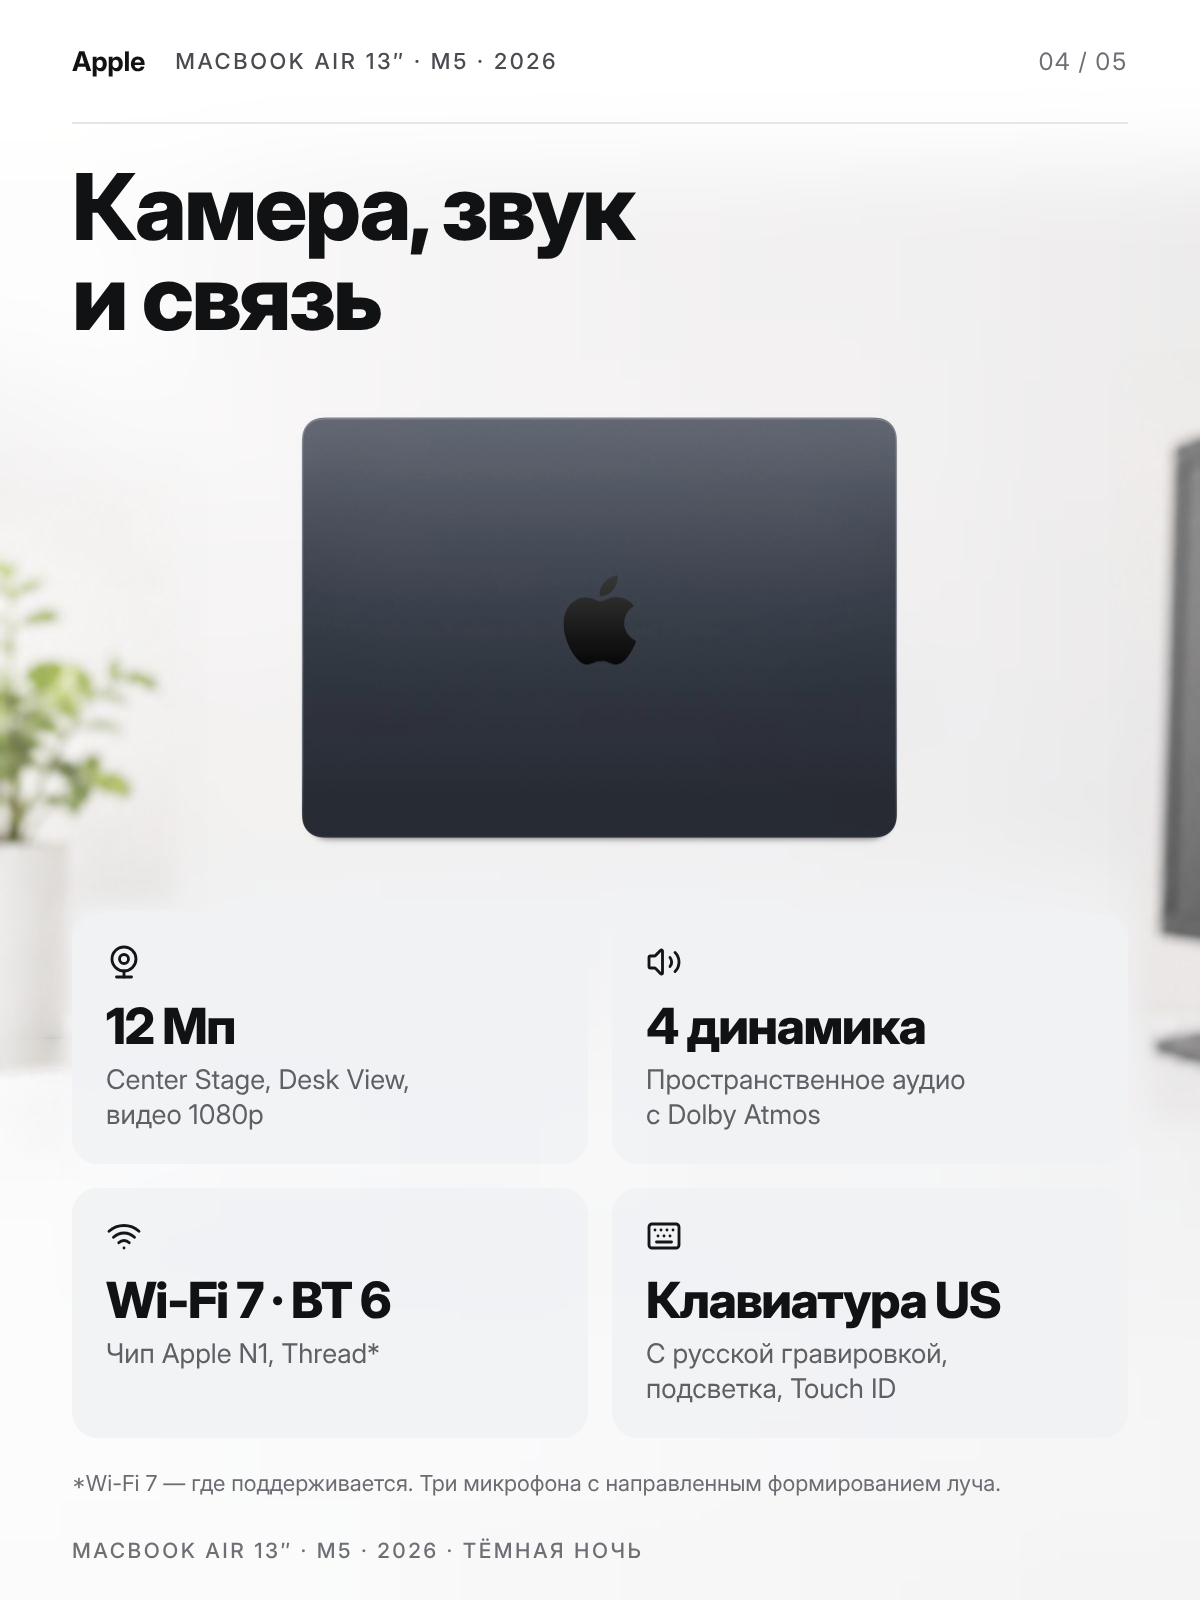 Apple MACBOOK AIR 13″ · M5 · 2026 04 / 05
Камера, звук
и связь
12 Мп
Center Stage, Desk View,
видео 1080p
4 динамика
Пространственное аудио
с Dolby Atmos
Wi-Fi 7 · BT 6
Чип Apple N1, Thread*
Клавиатура US
С русской гравировкой,
подсветка, Touch ID
*Wi-Fi 7 — где поддерживается. Три микрофона с направленным формированием луча.
MACBOOK AIR 13″ · M5 · 2026 · ТЁМНАЯ НОЧЬ